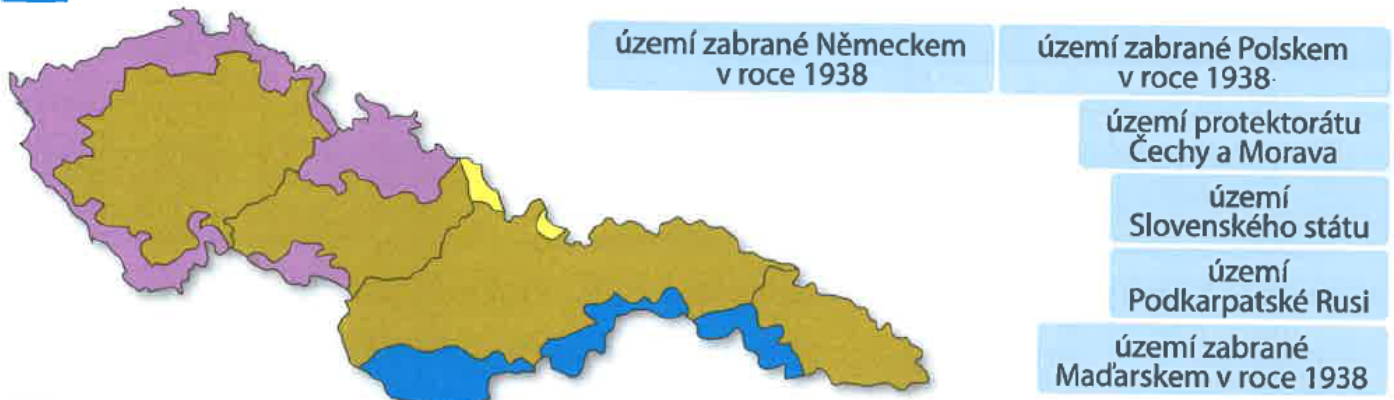 území zabrané Německem
v roce 1938
území zabrané Polskem
v roce 1938
území protektorátu
Čechy a Morava
území
Slovenského státu
území
Podkarpatské Rusi
území zabrané
Maďarskem v roce 1938